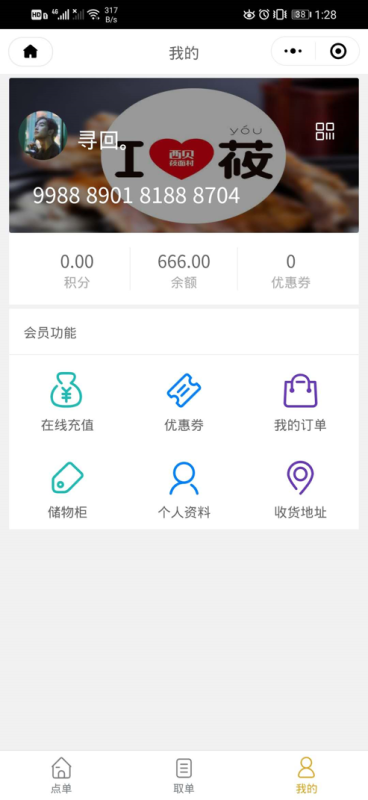 HD 4G 317 B/s 38 1:28
我的
寻回。
I 西贝 莜面村 yǒu 莜
9988 8901 8188 8704
0.00 666.00 0
积分 余额 优惠券
会员功能
在线充值 优惠券 我的订单
储物柜 个人资料 收货地址
点单 取单 我的